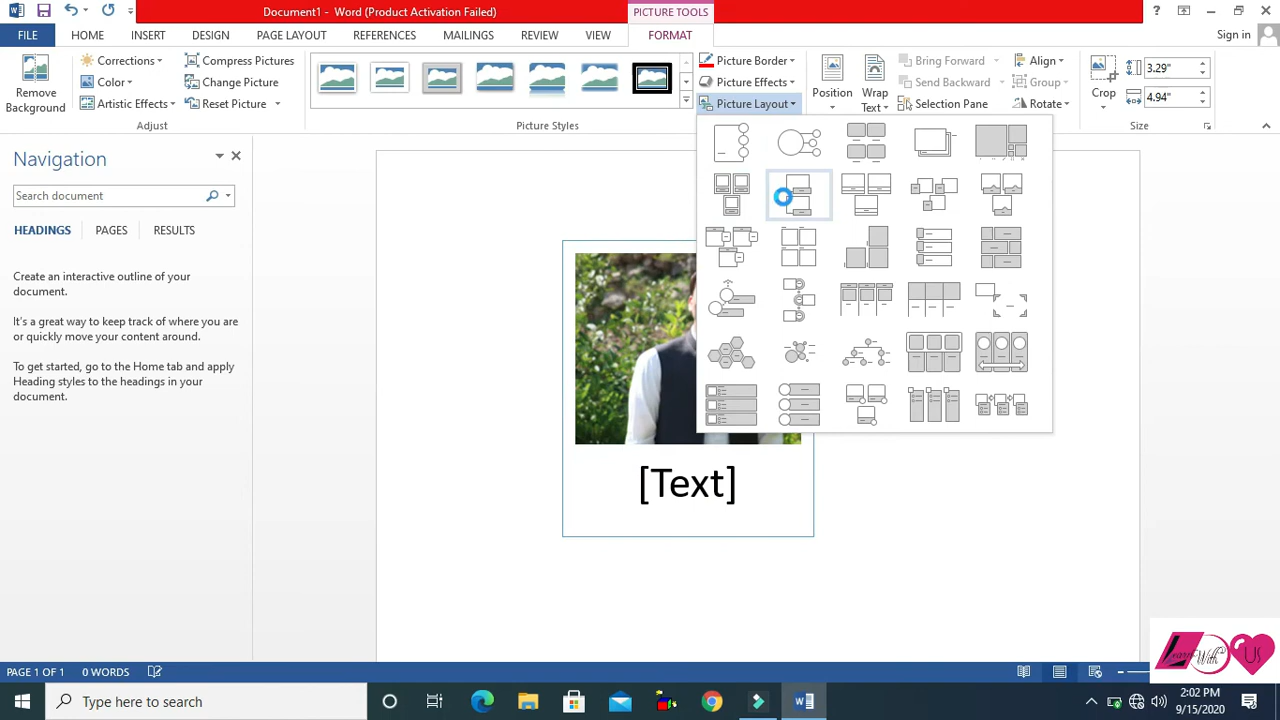 Document1 - Word (Product Activation Failed)
PICTURE TOOLS
?
FILE
HOME
INSERT
DESIGN
PAGE LAYOUT
REFERENCES
MAILINGS
REVIEW
VIEW
FORMAT
Sign in
Remove
Background
Corrections
Color
Artistic Effects
Compress Pictures
Change Picture
Reset Picture
Adjust
Picture Styles
Picture Border
Picture Effects
Picture Layout
Position
Wrap
Text
Bring Forward
Send Backward
Selection Pane
Align
Group
Rotate
Crop
3.29"
4.94"
Size
Navigation
Search document
HEADINGS
PAGES
RESULTS
Create an interactive outline of your
document.
It's a great way to keep track of where you are
or quickly move your content around.
To get started, go to the Home tab and apply
Heading styles to the headings in your
document.
[Text]
Learn With US
PAGE 1 OF 1
0 WORDS
Type here to search
2:02 PM
9/15/2020